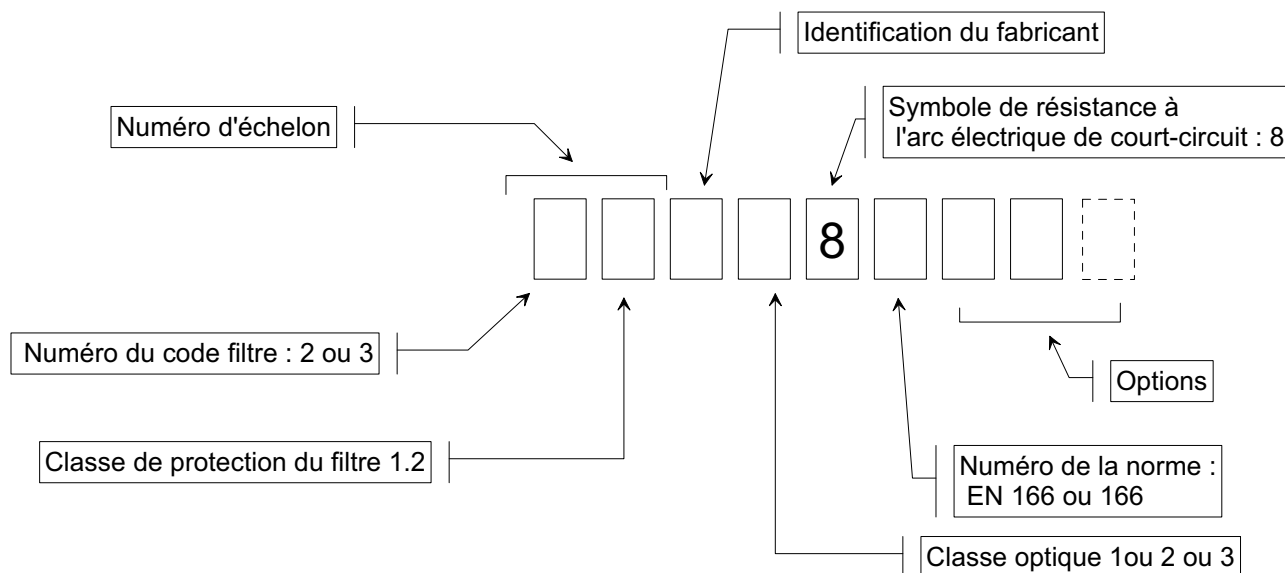 Identification du fabricant
Symbole de résistance à
l'arc électrique de court-circuit : 8
Numéro d'échelon
8
Numéro du code filtre : 2 ou 3
Options
Classe de protection du filtre 1.2
Numéro de la norme :
EN 166 ou 166
Classe optique 1ou 2 ou 3